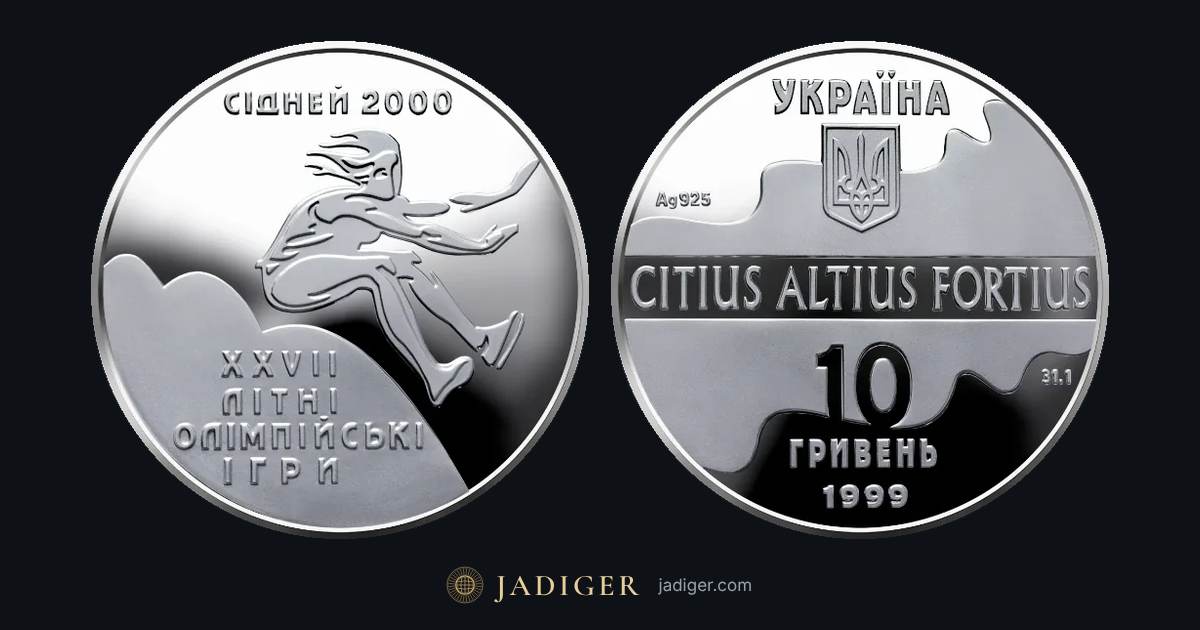 СІДНЕЙ 2000
XXVII
ЛІТНІ
ОЛІМПІЙСЬКІ
ІГРИ
УКРАЇНА
Ag925
CITIUS ALTIUS FORTIUS
10
31.1
ГРИВЕНЬ
1999
JADIGER jadiger.com